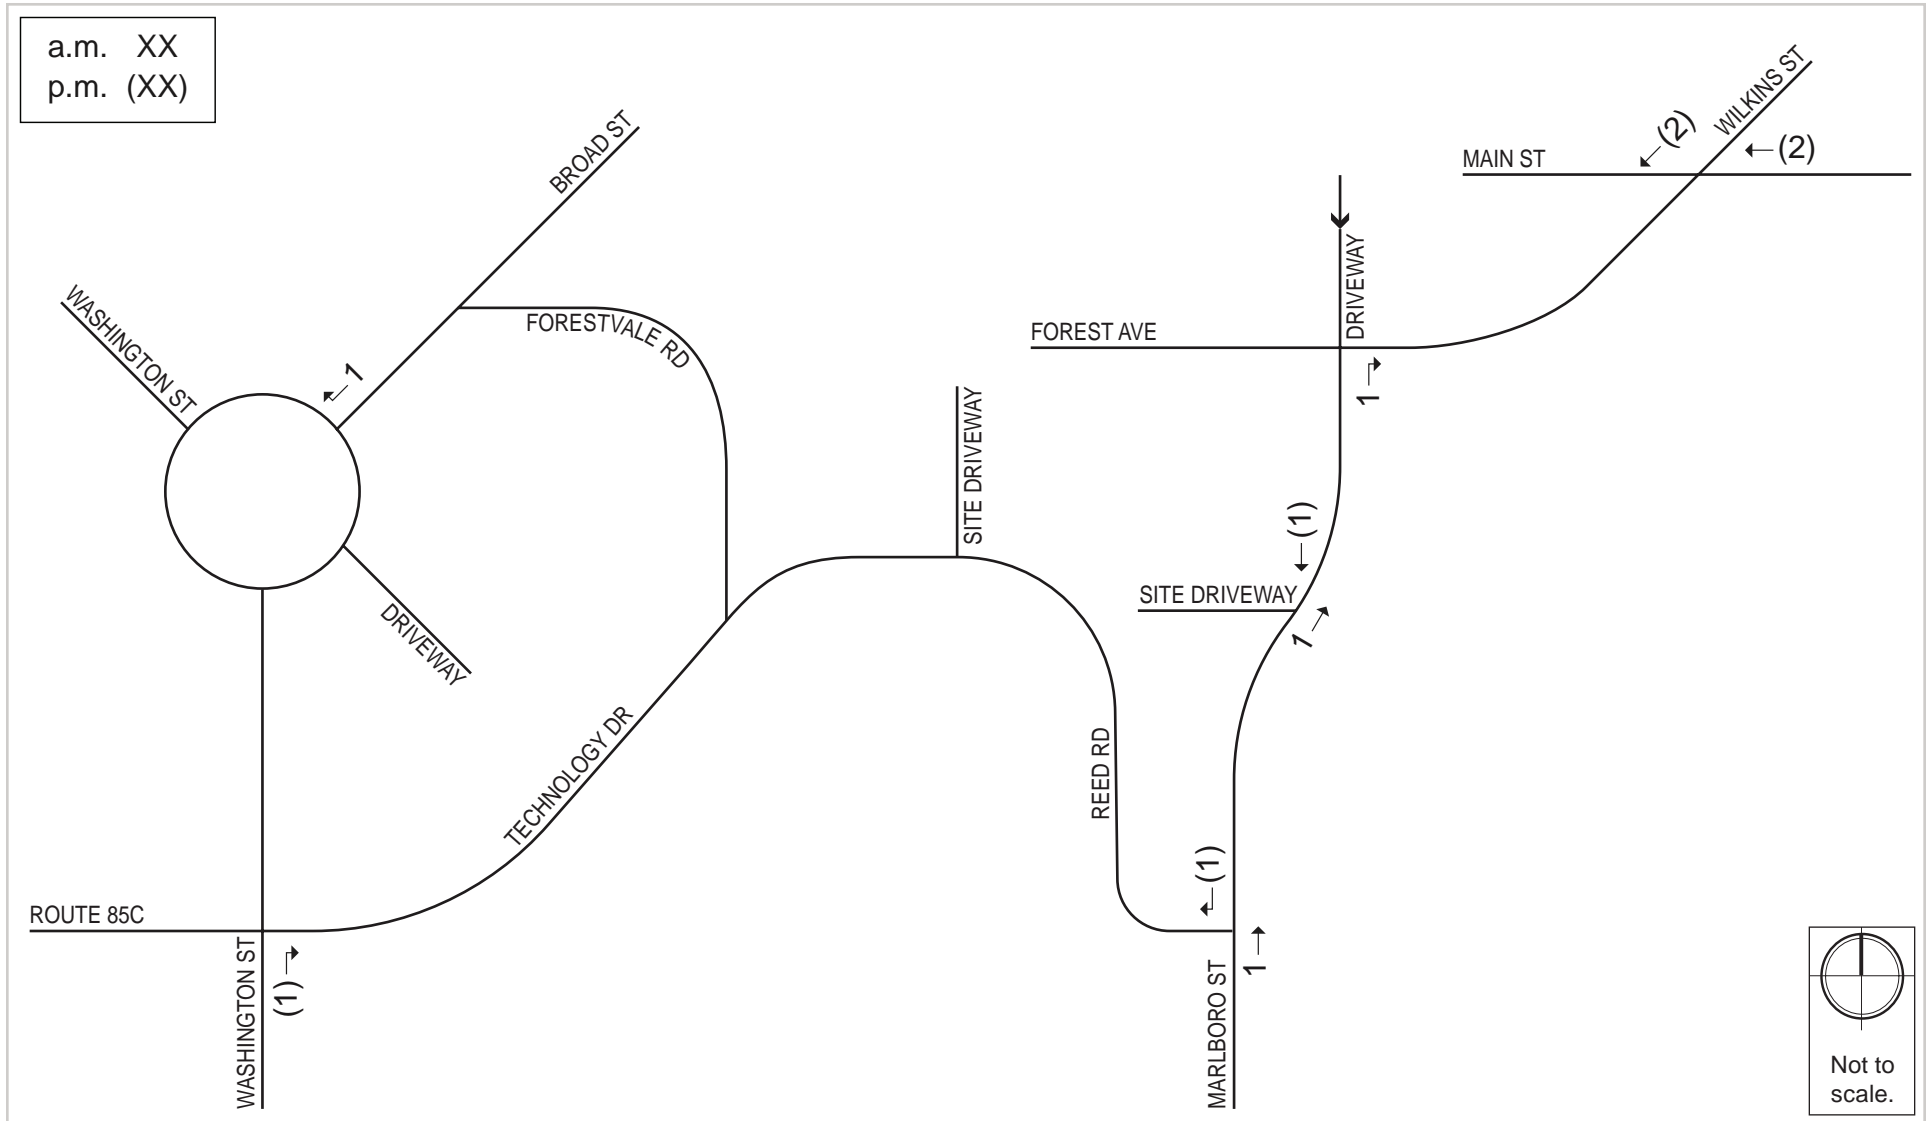 a.m. XX
p.m. (XX)
BROAD ST
WILKINS ST
(2)
(2)
MAIN ST
DRIVEWAY
WASHINGTON ST
FORESTVALE RD
FOREST AVE
1
1
SITE DRIVEWAY
(1)
SITE DRIVEWAY
1
DRIVEWAY
TECHNOLOGY DR
REED RD
(1)
ROUTE 85C
WASHINGTON ST
(1)
MARLBORO ST
1
Not to
scale.